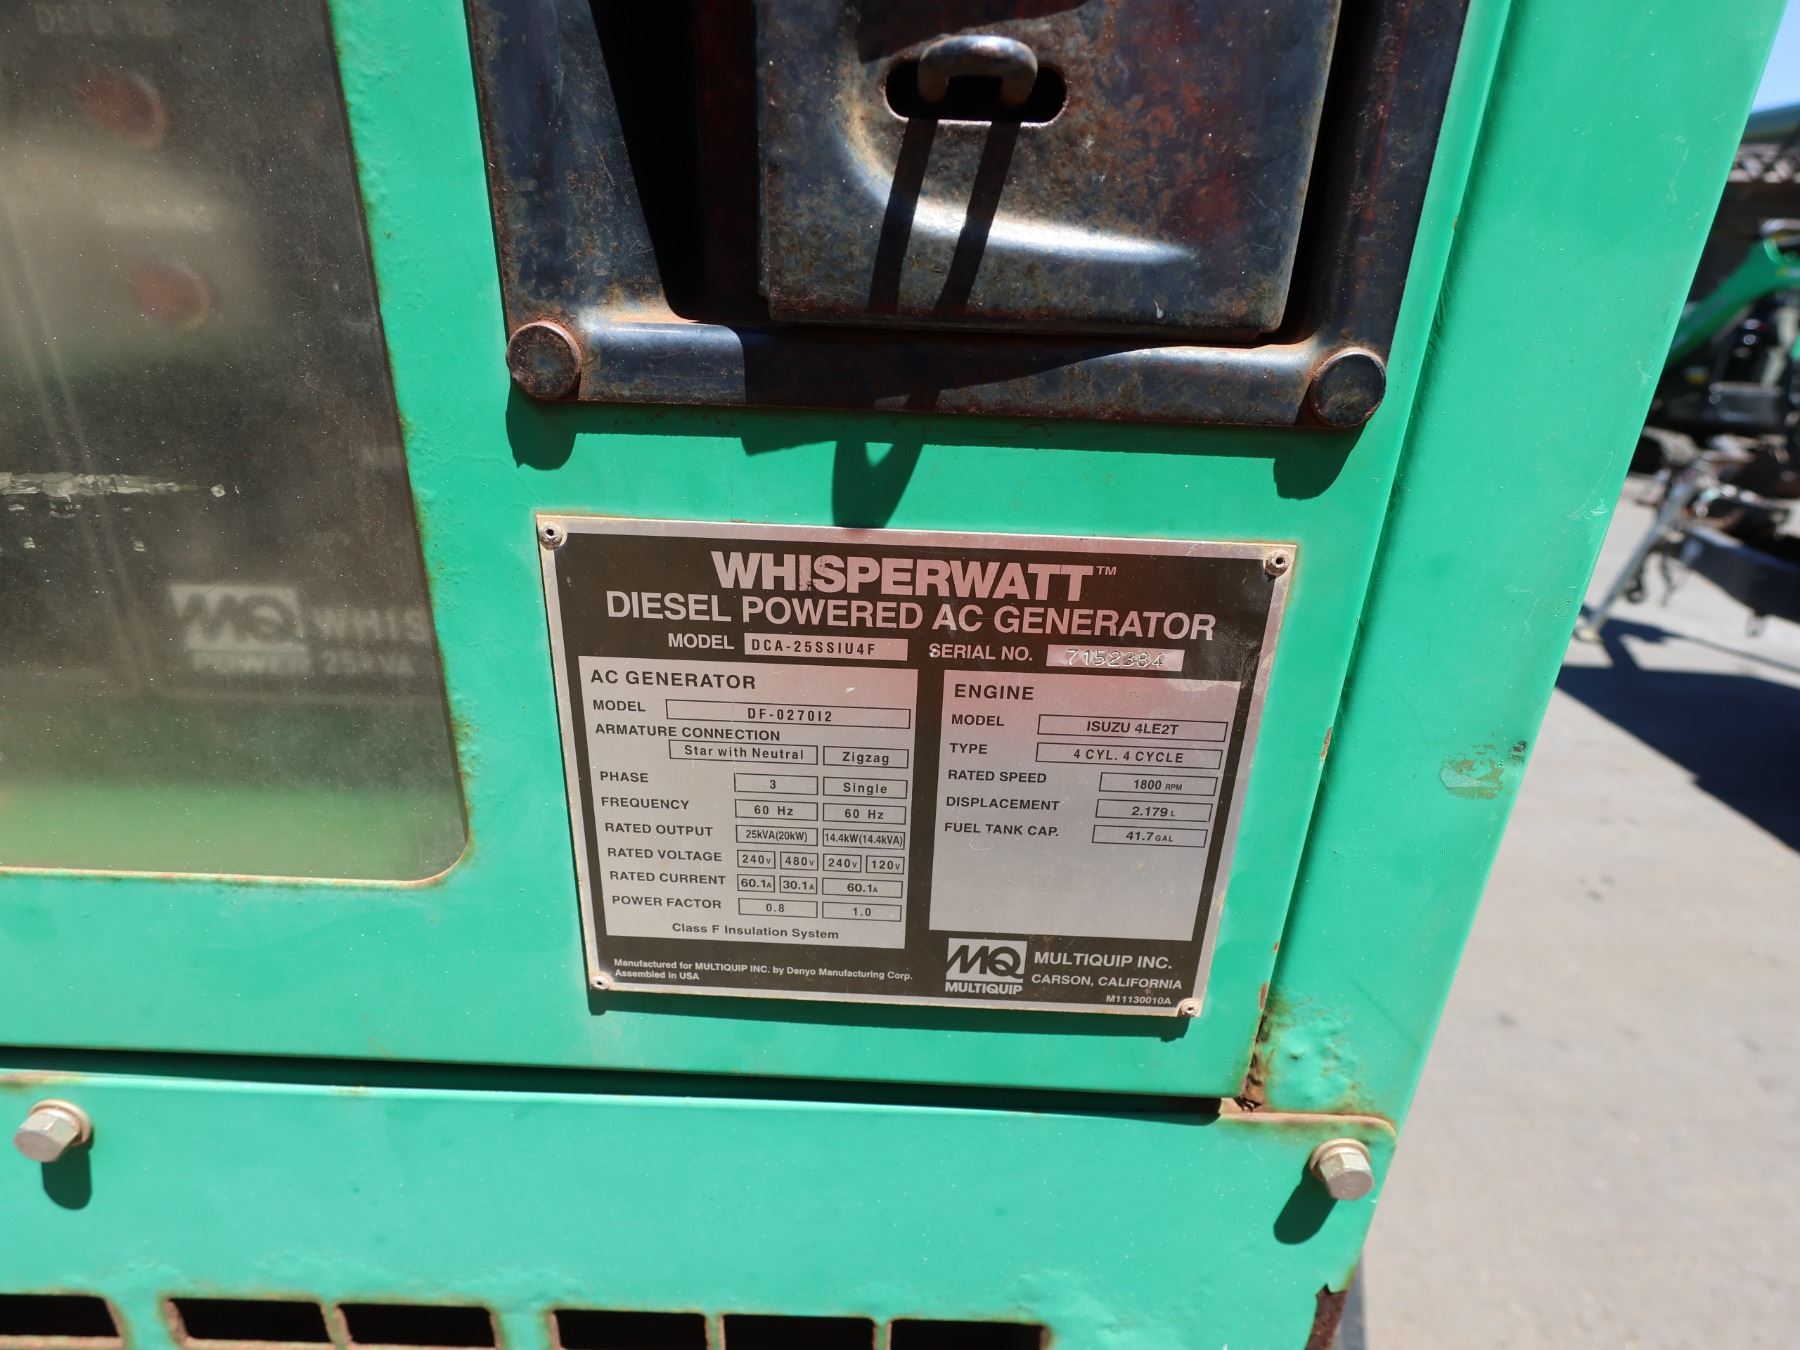 WHISPERWATT™
DIESEL POWERED AC GENERATOR
MODEL DCA-25SSIU4F SERIAL NO. 7152384
AC GENERATOR
MODEL DF-0270I2
ARMATURE CONNECTION
Star with Neutral Zigzag
PHASE 3 Single
FREQUENCY 60 Hz 60 Hz
RATED OUTPUT 25kVA(20kW) 14.4kW(14.4kVA)
RATED VOLTAGE 240V 480V 240V 120V
RATED CURRENT 60.1A 30.1A 60.1A
POWER FACTOR 0.8 1.0
Class F Insulation System
ENGINE
MODEL ISUZU 4LE2T
TYPE 4 CYL. 4 CYCLE
RATED SPEED 1800 RPM
DISPLACEMENT 2.179 L
FUEL TANK CAP. 41.7 GAL
Manufactured for MULTIQUIP INC. by Denyo Manufacturing Corp.
Assembled in USA
MQ
MULTIQUIP
MULTIQUIP INC.
CARSON, CALIFORNIA
M11130010A
MQ WHIS
POWER 25